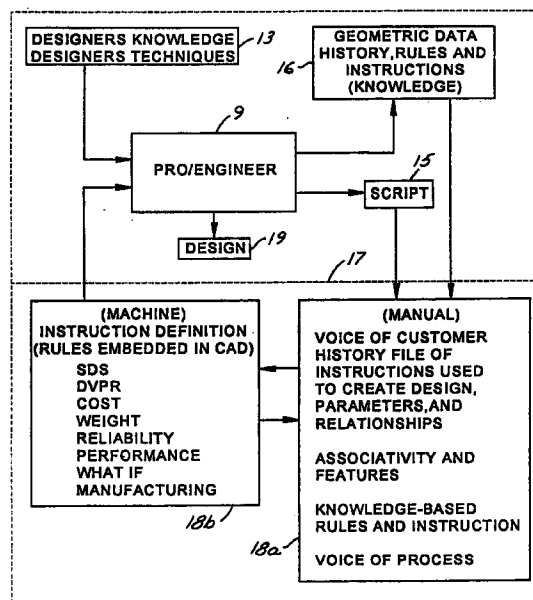 DESIGNERS KNOWLEDGE
DESIGNERS TECHNIQUES
13
GEOMETRIC DATA
HISTORY,RULES AND
INSTRUCTIONS
(KNOWLEDGE)
16
9
PRO/ENGINEER
15
SCRIPT
DESIGN
19
17
(MACHINE)
INSTRUCTION DEFINITION
(RULES EMBEDDED IN CAD)
SDS
DVPR
COST
WEIGHT
RELIABILITY
PERFORMANCE
WHAT IF
MANUFACTURING
18b
(MANUAL)
VOICE OF CUSTOMER
HISTORY FILE OF
INSTRUCTIONS USED
TO CREATE DESIGN,
PARAMETERS,AND
RELATIONSHIPS
ASSOCIATIVITY AND
FEATURES
KNOWLEDGE-BASED
RULES AND INSTRUCTION
VOICE OF PROCESS
18a